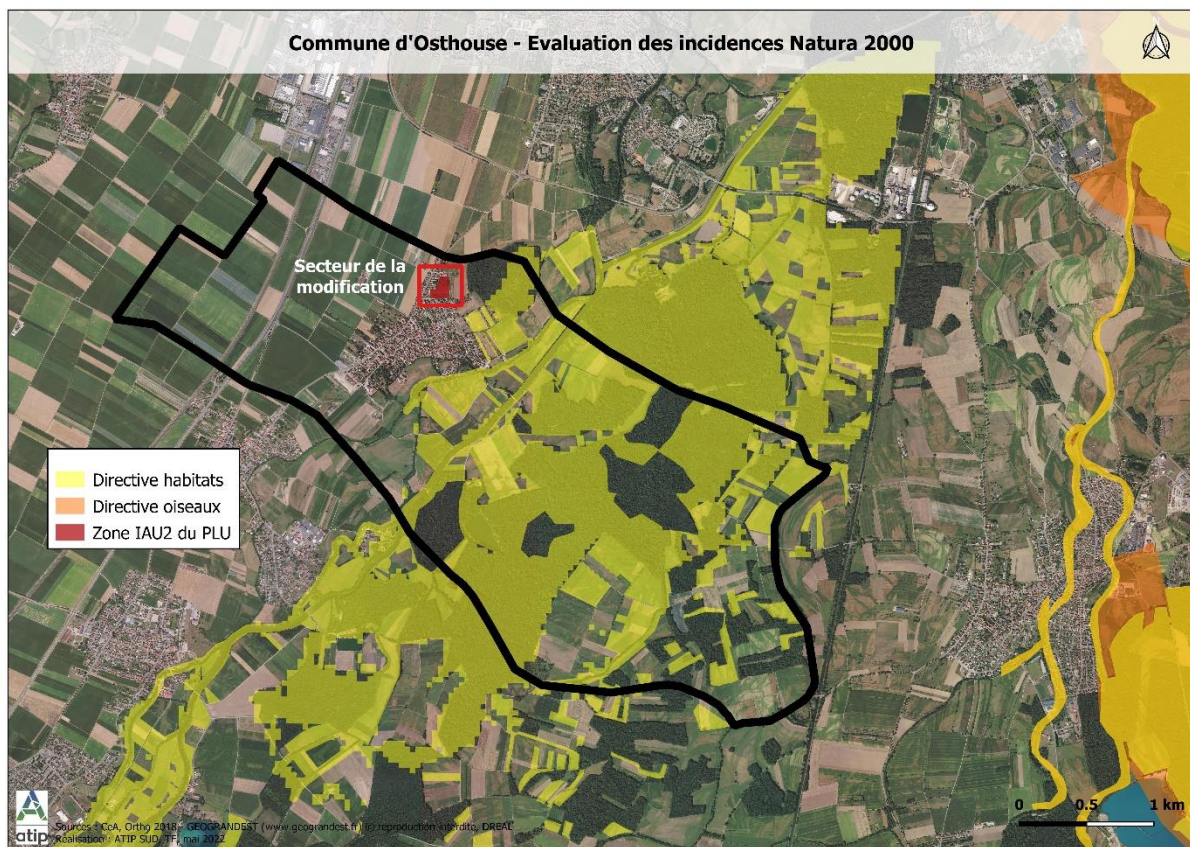 Commune d'Osthouse - Evaluation des incidences Natura 2000
Secteur de la
modification
Directive habitats
Directive oiseaux
Zone IAU2 du PLU
0 0.5 1 km
atip
Sources : CeA, Ortho 2018 - GEOGRANDEST (www.geograndest.fr) reproduction interdite, DREAL
Réalisation : ATIP SUD, TF, mai 2022